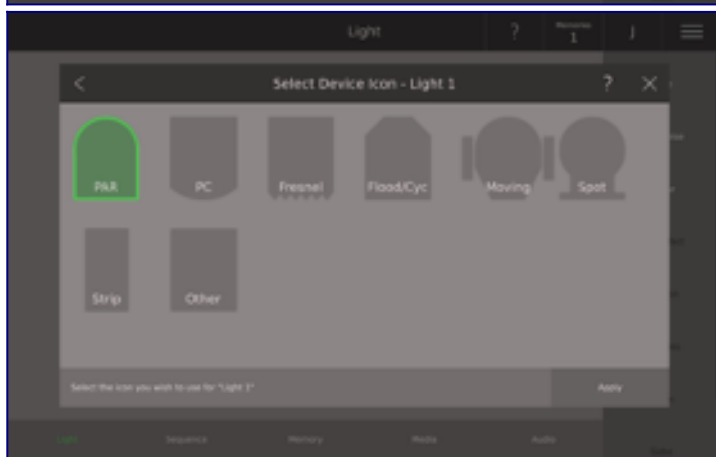 Light
?
Memories
1
J
<
Select Device Icon - Light 1
?
PAR
PC
Fresnel
Flood/Cyc
Moving
Spot
Strip
Other
Select the icon you wish to use for "Light 1"
Apply
Light
Sequence
Memory
Media
Audio